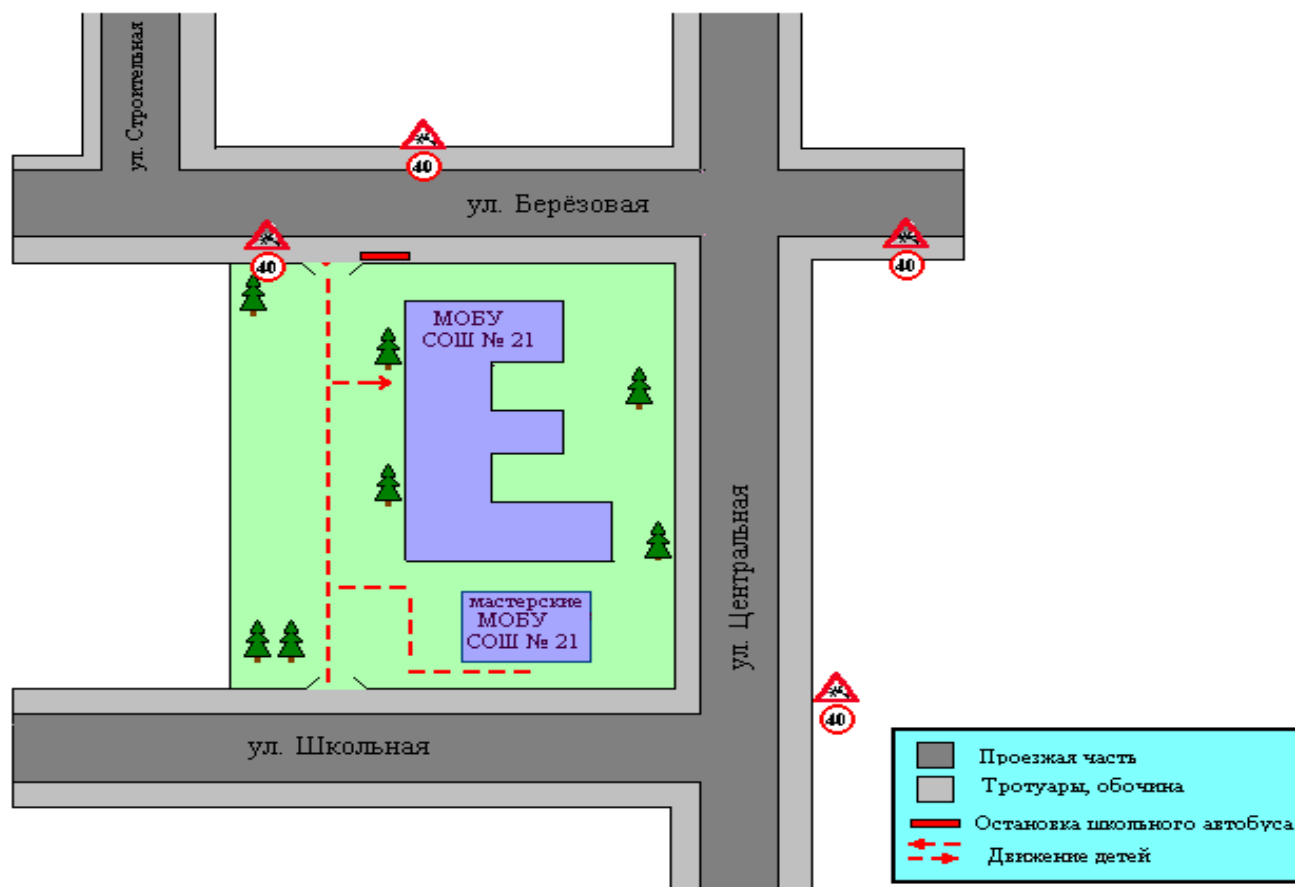 ул. Строительная
40
ул. Берёзовая
40
40
МОБУ
СОШ № 21
ул. Центральная
мастерские
МОБУ
СОШ № 21
40
ул. Школьная
Проезжая часть
Тротуары, обочина
Остановка школьного автобуса
Движение детей